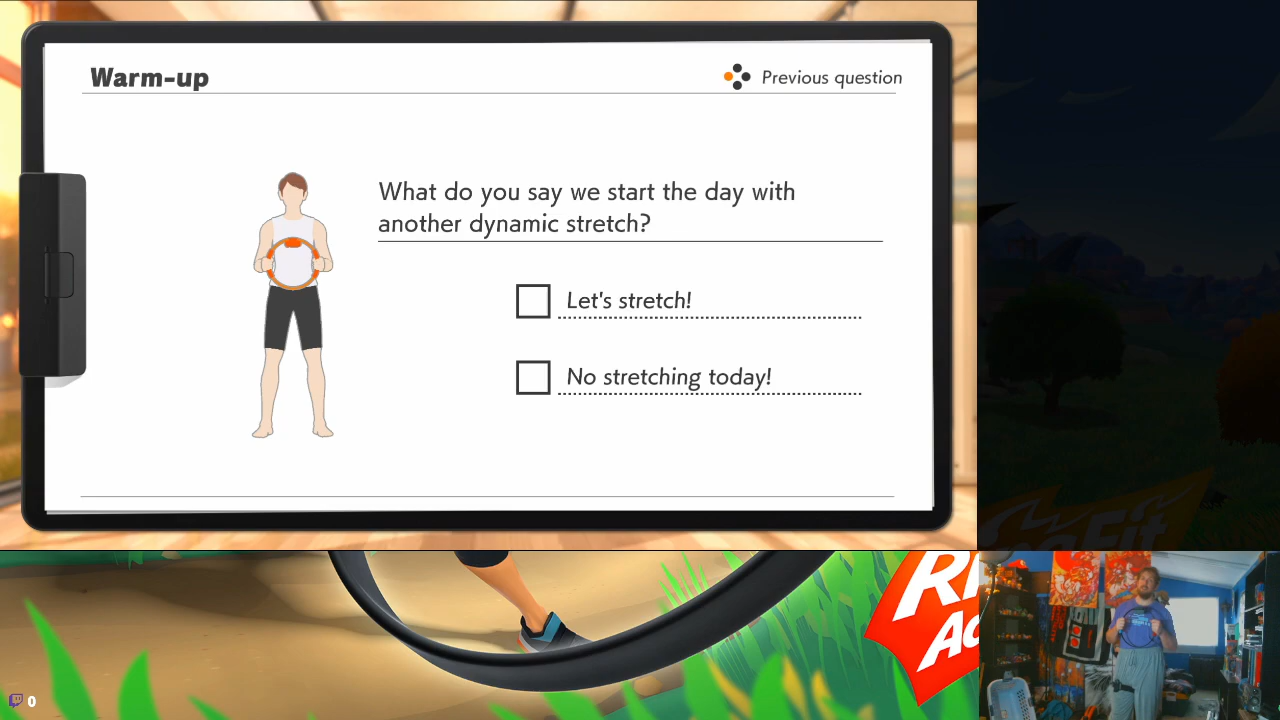 Warm-up
Previous question
What do you say we start the day with
another dynamic stretch?
Let's stretch!
No stretching today!
Fit
0